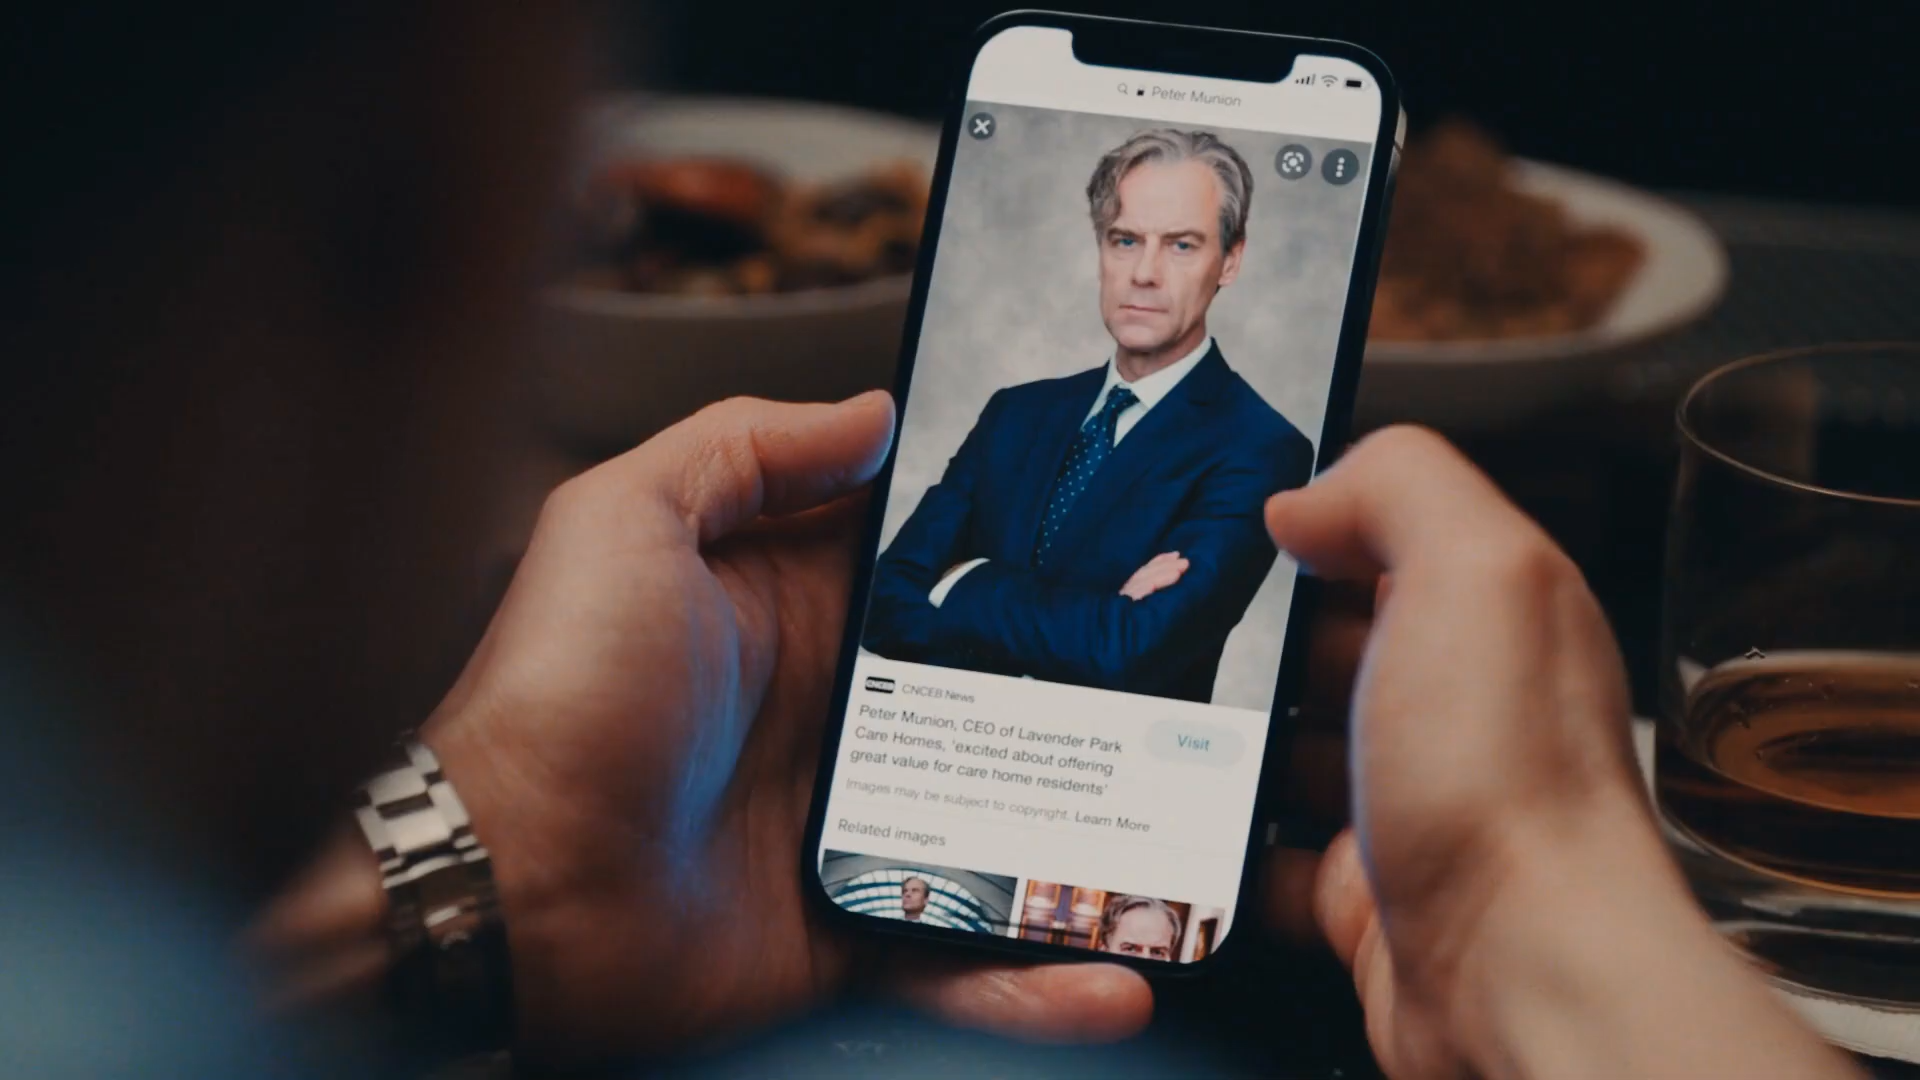 Peter Munion
CNCEB
CNCEB News
Peter Munion, CEO of Lavender Park
Care Homes, 'excited about offering
great value for care home residents'
Visit
Images may be subject to copyright. Learn More
Related images